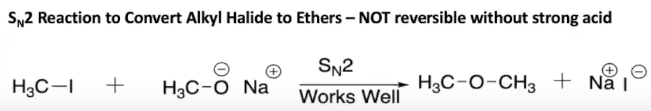 SN2 Reaction to Convert Alkyl Halide to Ethers – NOT reversible without strong acid
H₃C–I + H₃C–O⊖ Na⊕ SN2 H₃C–O–CH₃ + Na⊕ I⊖
Works Well